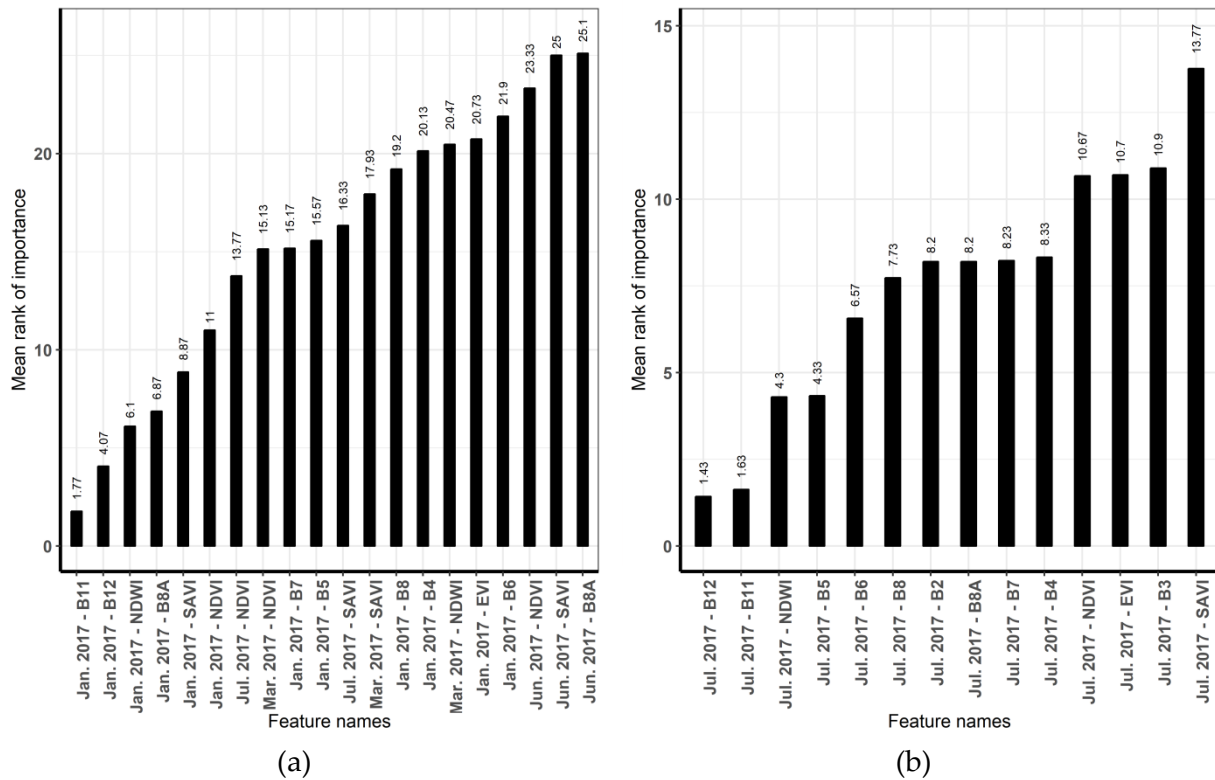 Mean rank of importance
20
10
0
1.77
4.07
6.1
6.87
8.87
11
13.77
15.13
15.17
15.57
16.33
17.93
19.2
20.13
20.47
20.73
21.9
23.33
25
25.1
Jan. 2017 - B11
Jan. 2017 - B12
Jan. 2017 - NDWI
Jan. 2017 - B8A
Jan. 2017 - SAVI
Jan. 2017 - NDVI
Jul. 2017 - NDVI
Mar. 2017 - NDVI
Jan. 2017 - B7
Jan. 2017 - B5
Jul. 2017 - SAVI
Mar. 2017 - SAVI
Jan. 2017 - B8
Jan. 2017 - B4
Mar. 2017 - NDWI
Jan. 2017 - EVI
Jan. 2017 - B6
Jun. 2017 - NDVI
Jun. 2017 - SAVI
Jun. 2017 - B8A
Feature names
(a)
Mean rank of importance
15
10
5
0
1.43
1.63
4.3
4.33
6.57
7.73
8.2
8.2
8.23
8.33
10.67
10.7
10.9
13.77
Jul. 2017 - B12
Jul. 2017 - B11
Jul. 2017 - NDWI
Jul. 2017 - B5
Jul. 2017 - B6
Jul. 2017 - B8
Jul. 2017 - B2
Jul. 2017 - B8A
Jul. 2017 - B7
Jul. 2017 - B4
Jul. 2017 - NDVI
Jul. 2017 - EVI
Jul. 2017 - B3
Jul. 2017 - SAVI
Feature names
(b)